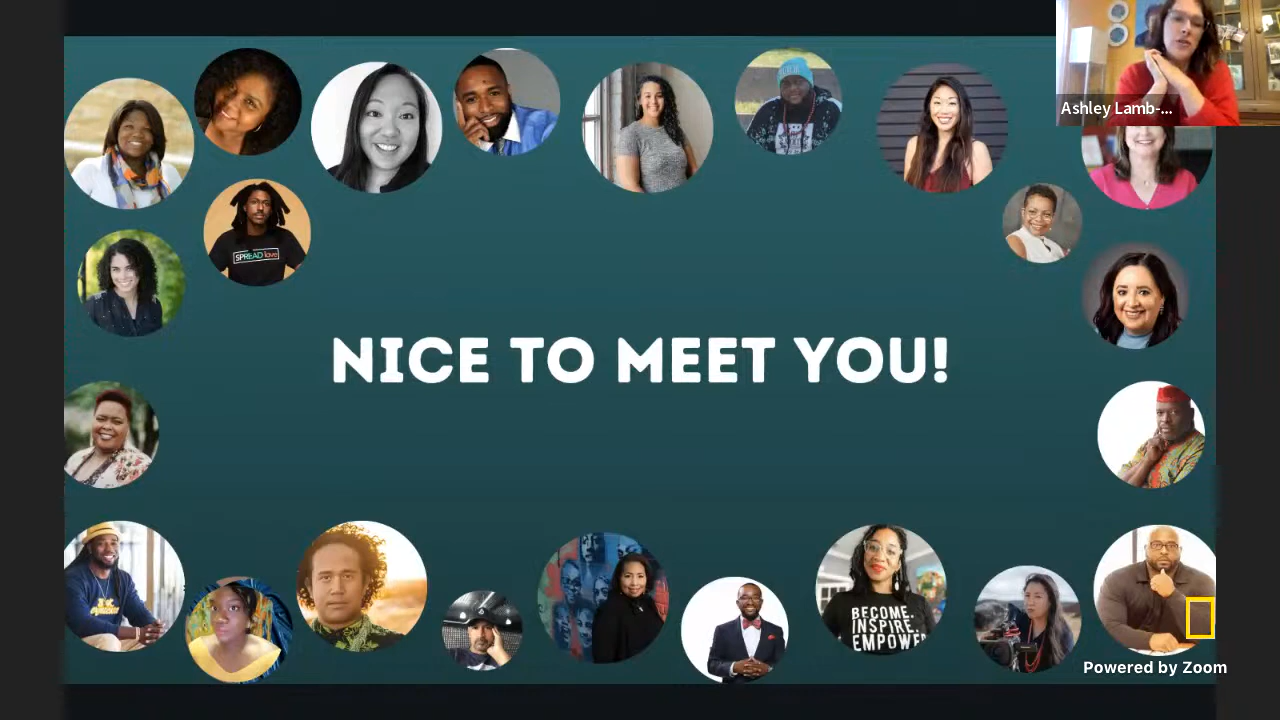 Ashley Lamb-...
SPREAD love
NICE TO MEET YOU!
BECOME.
INSPIRE.
EMPOWER
Powered by Zoom